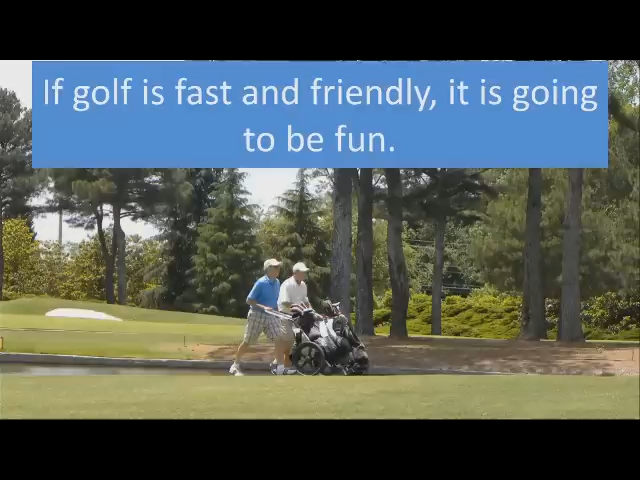 If golf is fast and friendly, it is going
to be fun.